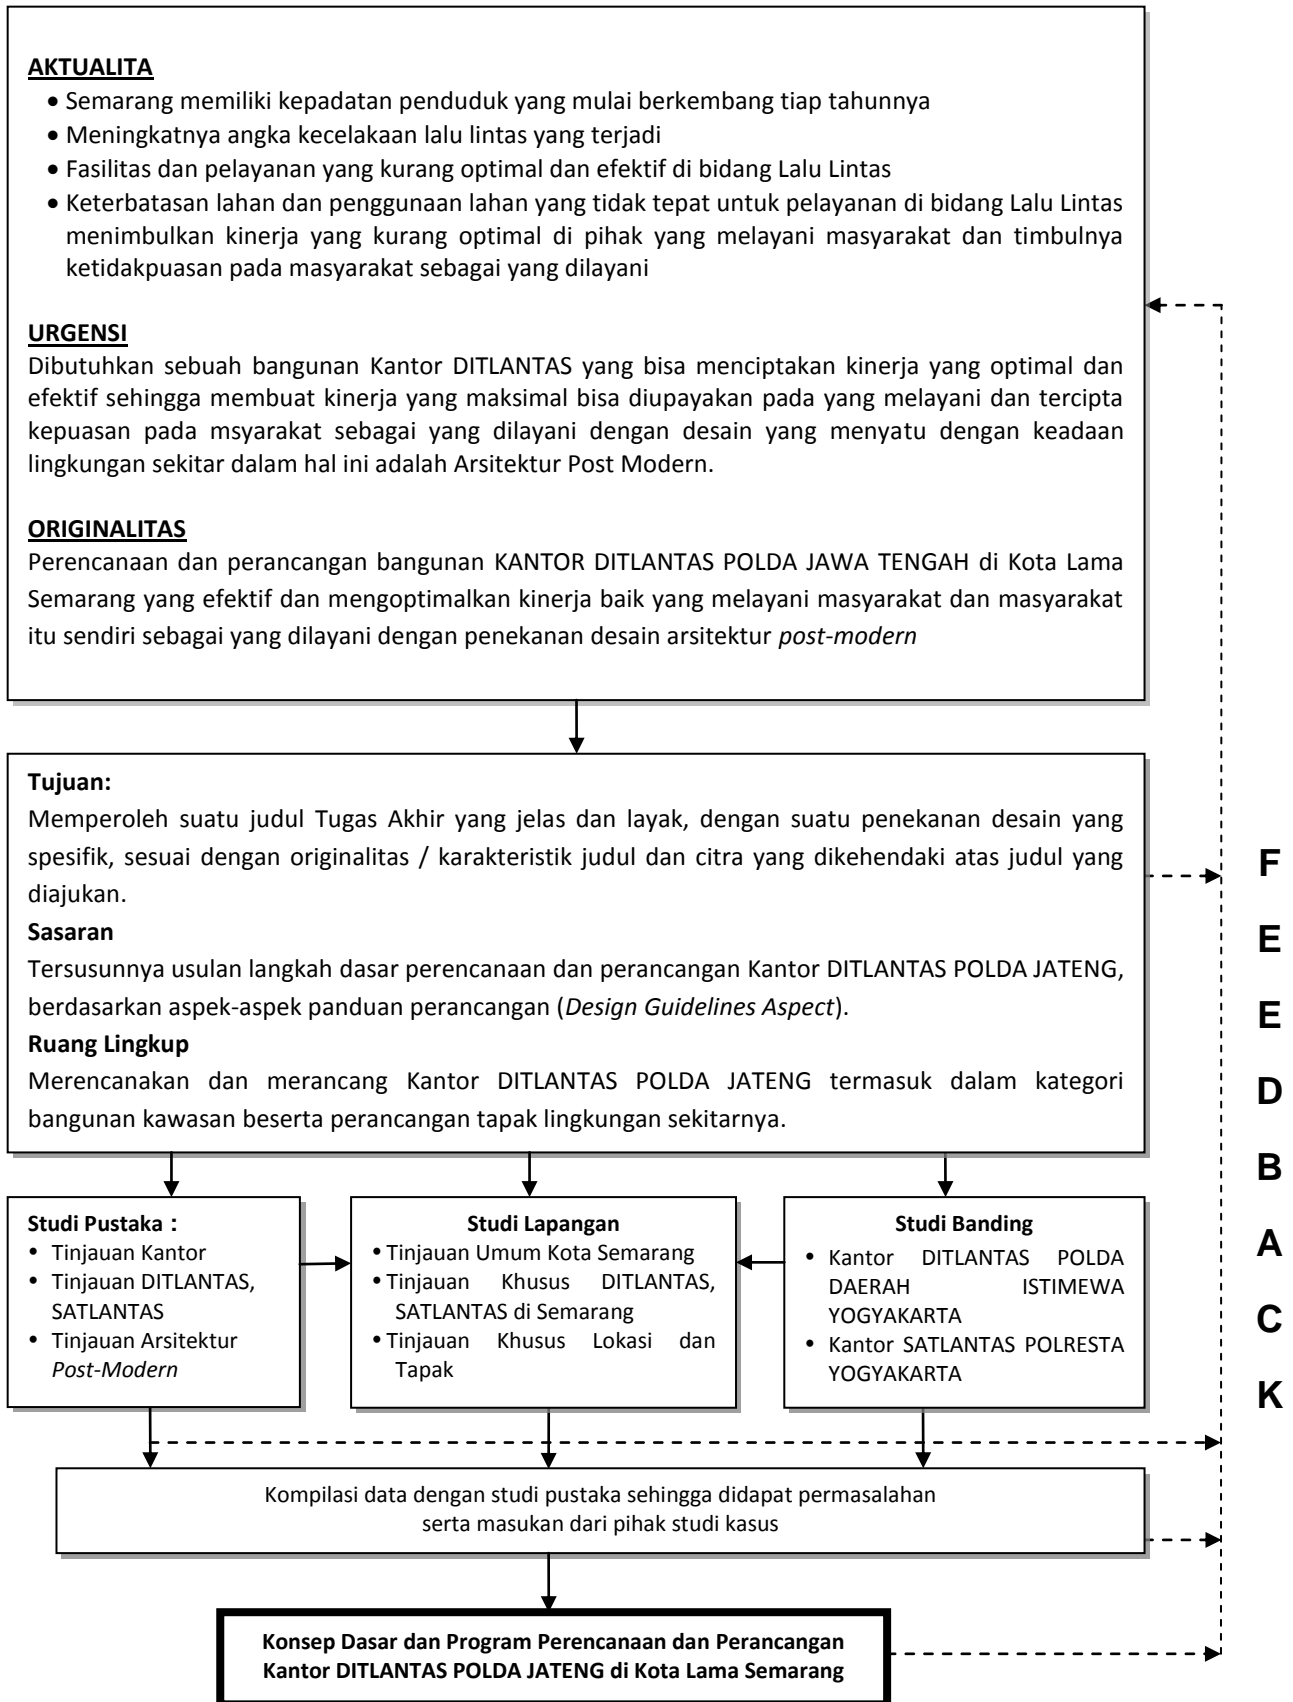 AKTUALITA
• Semarang memiliki kepadatan penduduk yang mulai berkembang tiap tahunnya
• Meningkatnya angka kecelakaan lalu lintas yang terjadi
• Fasilitas dan pelayanan yang kurang optimal dan efektif di bidang Lalu Lintas
• Keterbatasan lahan dan penggunaan lahan yang tidak tepat untuk pelayanan di bidang Lalu Lintas
menimbulkan kinerja yang kurang optimal di pihak yang melayani masyarakat dan timbulnya
ketidakpuasan pada masyarakat sebagai yang dilayani
URGENSI
Dibutuhkan sebuah bangunan Kantor DITLANTAS yang bisa menciptakan kinerja yang optimal dan
efektif sehingga membuat kinerja yang maksimal bisa diupayakan pada yang melayani dan tercipta
kepuasan pada msyarakat sebagai yang dilayani dengan desain yang menyatu dengan keadaan
lingkungan sekitar dalam hal ini adalah Arsitektur Post Modern.
ORIGINALITAS
Perencanaan dan perancangan bangunan KANTOR DITLANTAS POLDA JAWA TENGAH di Kota Lama
Semarang yang efektif dan mengoptimalkan kinerja baik yang melayani masyarakat dan masyarakat
itu sendiri sebagai yang dilayani dengan penekanan desain arsitektur post-modern
Tujuan:
Memperoleh suatu judul Tugas Akhir yang jelas dan layak, dengan suatu penekanan desain yang
spesifik, sesuai dengan originalitas / karakteristik judul dan citra yang dikehendaki atas judul yang
diajukan.
Sasaran
Tersusunnya usulan langkah dasar perencanaan dan perancangan Kantor DITLANTAS POLDA JATENG,
berdasarkan aspek-aspek panduan perancangan (Design Guidelines Aspect).
Ruang Lingkup
Merencanakan dan merancang Kantor DITLANTAS POLDA JATENG termasuk dalam kategori
bangunan kawasan beserta perancangan tapak lingkungan sekitarnya.
Studi Pustaka :
• Tinjauan Kantor
• Tinjauan DITLANTAS,
SATLANTAS
• Tinjauan Arsitektur
Post-Modern
Studi Lapangan
• Tinjauan Umum Kota Semarang
• Tinjauan Khusus DITLANTAS,
SATLANTAS di Semarang
• Tinjauan Khusus Lokasi dan
Tapak
Studi Banding
• Kantor DITLANTAS POLDA
DAERAH ISTIMEWA
YOGYAKARTA
• Kantor SATLANTAS POLRESTA
YOGYAKARTA
Kompilasi data dengan studi pustaka sehingga didapat permasalahan
serta masukan dari pihak studi kasus
Konsep Dasar dan Program Perencanaan dan Perancangan
Kantor DITLANTAS POLDA JATENG di Kota Lama Semarang
F
E
E
D
B
A
C
K